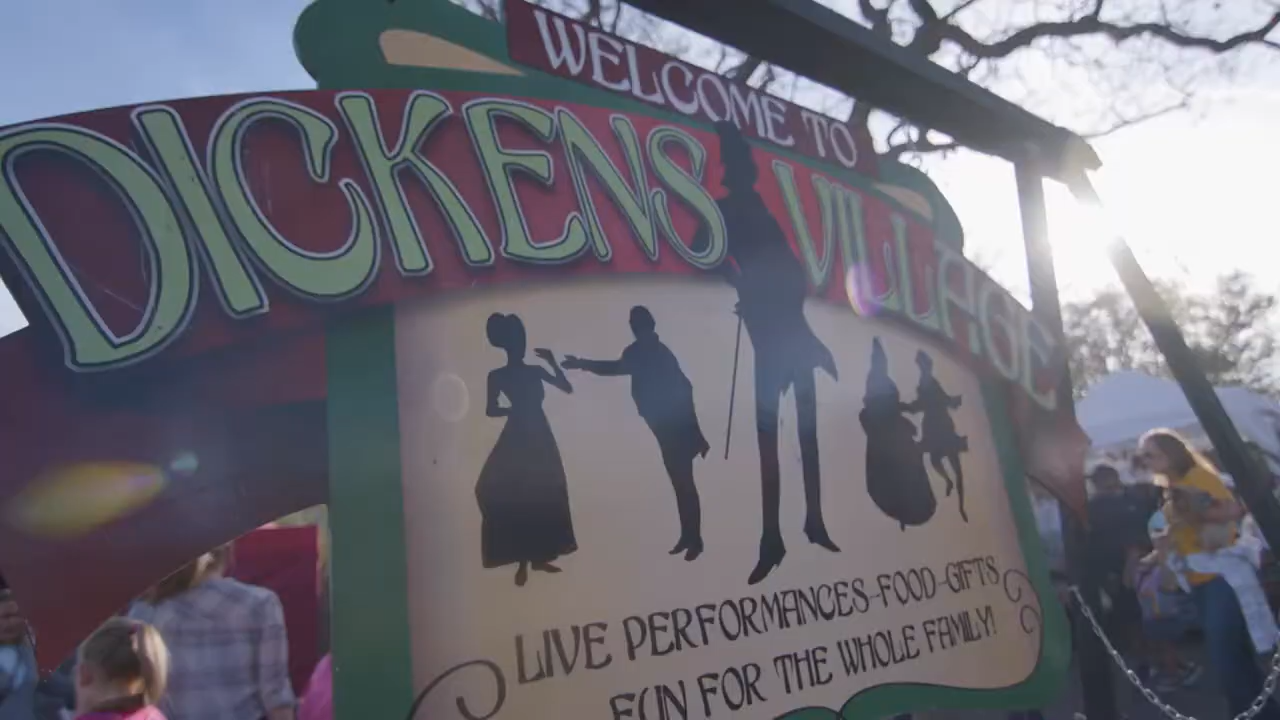 WELCOME TO
DICKENS VILLAGE
LIVE PERFORMANCES-FOOD-GIFTS
FUN FOR THE WHOLE FAMILY!